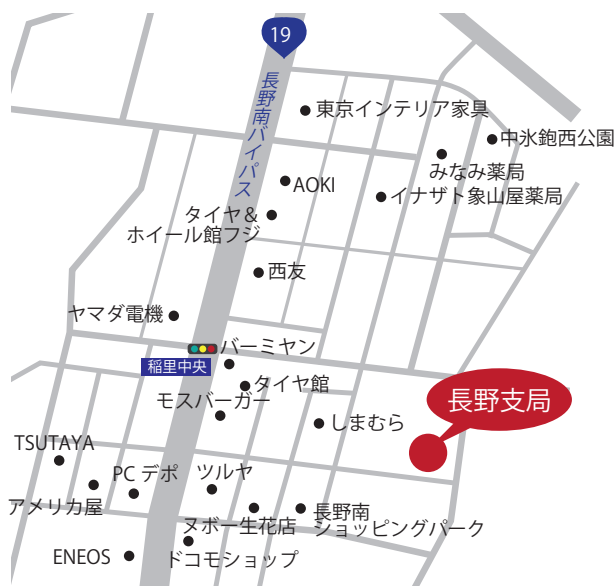 19
長野南バイパス
東京インテリア家具
中氷鉋西公園
みなみ薬局
AOKI
イナザト象山屋薬局
タイヤ＆
ホイール館フジ
西友
ヤマダ電機
バーミヤン
稲里中央
タイヤ館
モスバーガー
長野支局
しまむら
TSUTAYA
PC デポ
ツルヤ
アメリカ屋
長野南
ショッピングパーク
ヌボー生花店
ENEOS
ドコモショップ